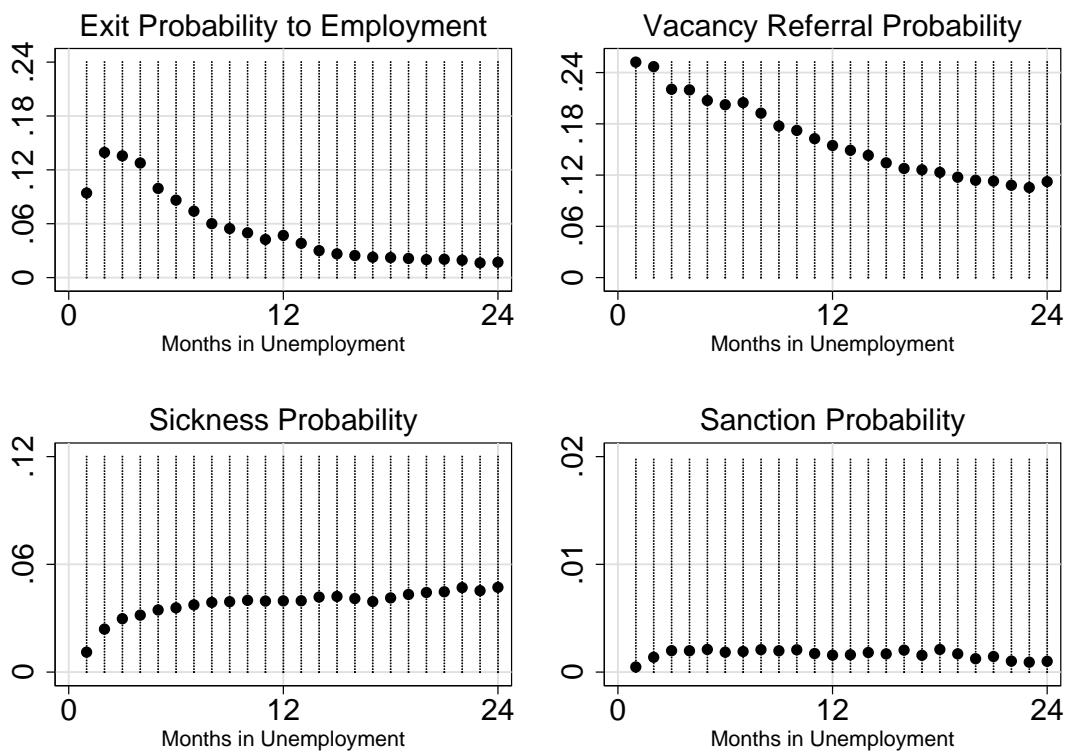 Exit Probability to Employment
.24
.18
.12
.06
0
0 12 24
Months in Unemployment
Vacancy Referral Probability
.24
.18
.12
.06
0
0 12 24
Months in Unemployment
Sickness Probability
.12
.06
0
0 12 24
Months in Unemployment
Sanction Probability
.02
.01
0
0 12 24
Months in Unemployment